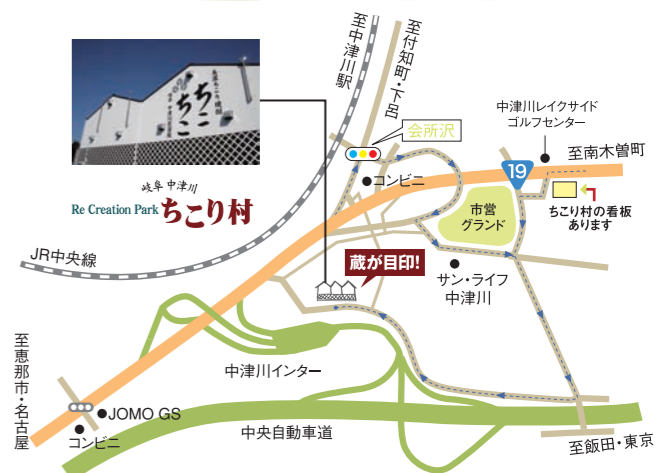 至中津川駅
至付知町・下呂
会所沢
中津川レイクサイド
ゴルフセンター
至南木曽町
19
コンビニ
市営
グランド
ちこり村の看板
あります
岐阜 中津川
Re Creation Park ちこり村
JR中央線
蔵が目印!
サン・ライフ
中津川
中津川インター
至恵那市・名古屋
JOMO GS
コンビニ
中央自動車道
至飯田・東京
ちこ
ちこ